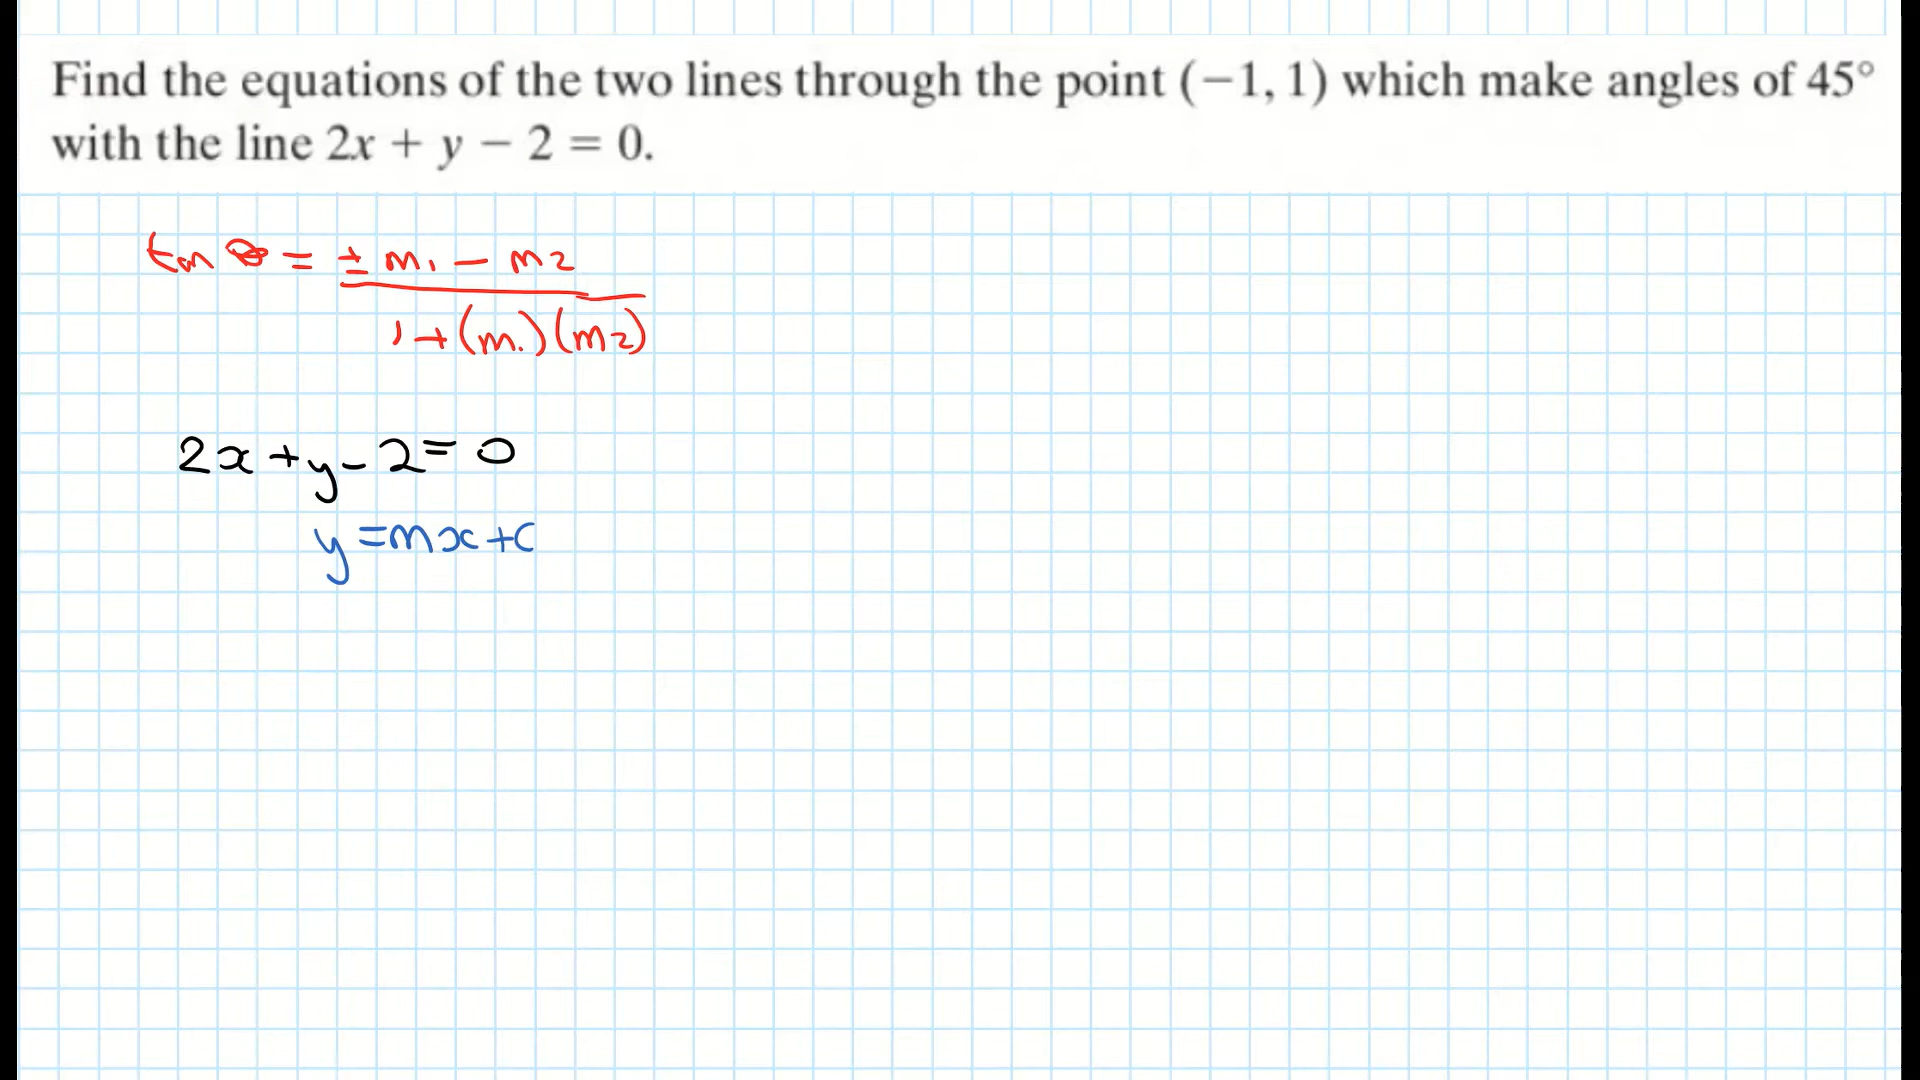 Find the equations of the two lines through the point (−1, 1) which make angles of 45°
with the line 2x + y − 2 = 0.
tan θ = ± m₁ − m₂
1 + (m₁)(m₂)
2x + y − 2 = 0
y = mx + c